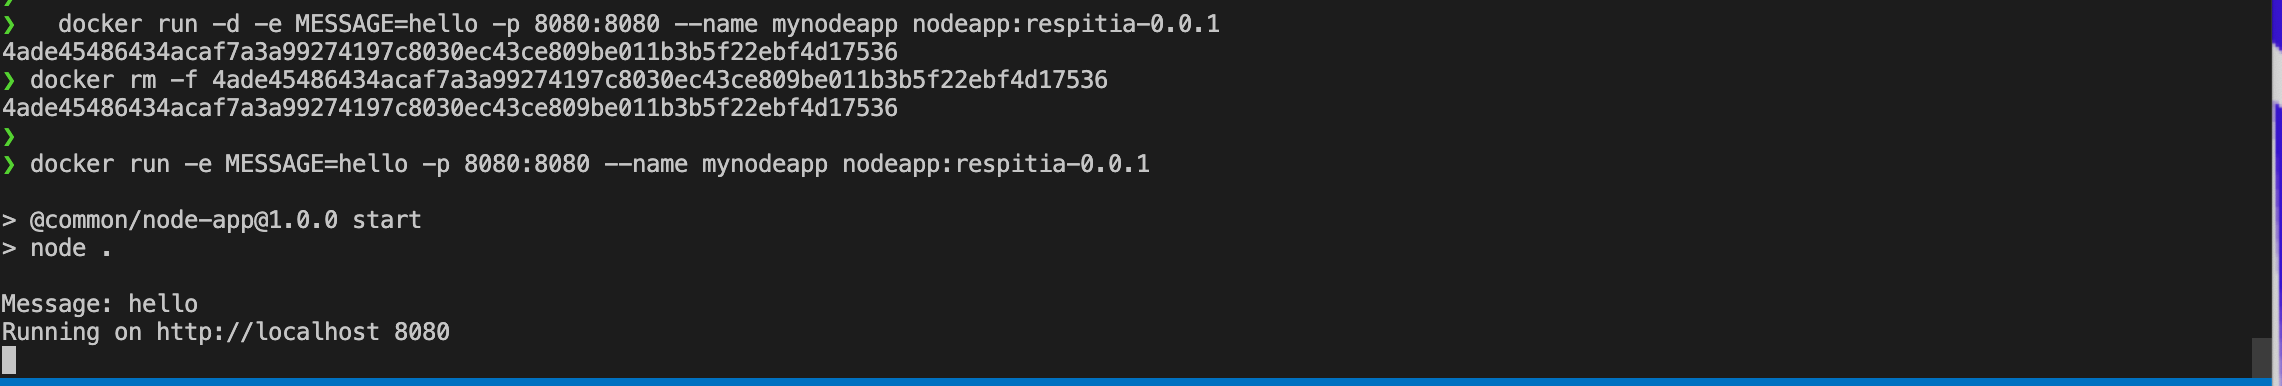 ❯   docker run -d -e MESSAGE=hello -p 8080:8080 --name mynodeapp nodeapp:respitia-0.0.1
4ade45486434acaf7a3a99274197c8030ec43ce809be011b3b5f22ebf4d17536
❯ docker rm -f 4ade45486434acaf7a3a99274197c8030ec43ce809be011b3b5f22ebf4d17536
4ade45486434acaf7a3a99274197c8030ec43ce809be011b3b5f22ebf4d17536
❯
❯ docker run -e MESSAGE=hello -p 8080:8080 --name mynodeapp nodeapp:respitia-0.0.1
> @common/node-app@1.0.0 start
> node .
Message: hello
Running on http://localhost 8080